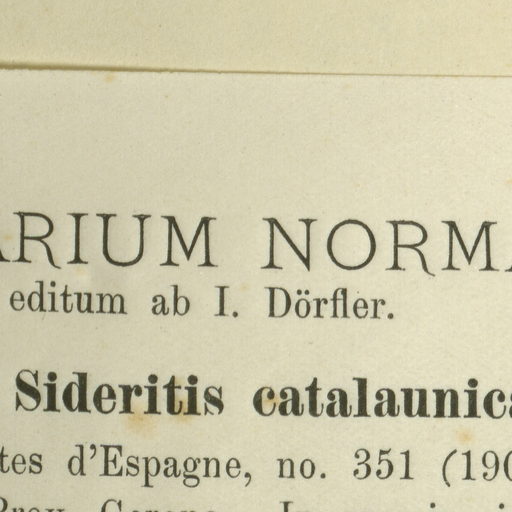 ARIUM NORMA
editum ab I. Dörfler.
Sideritis catalaunica
tes d'Espagne, no. 351 (190